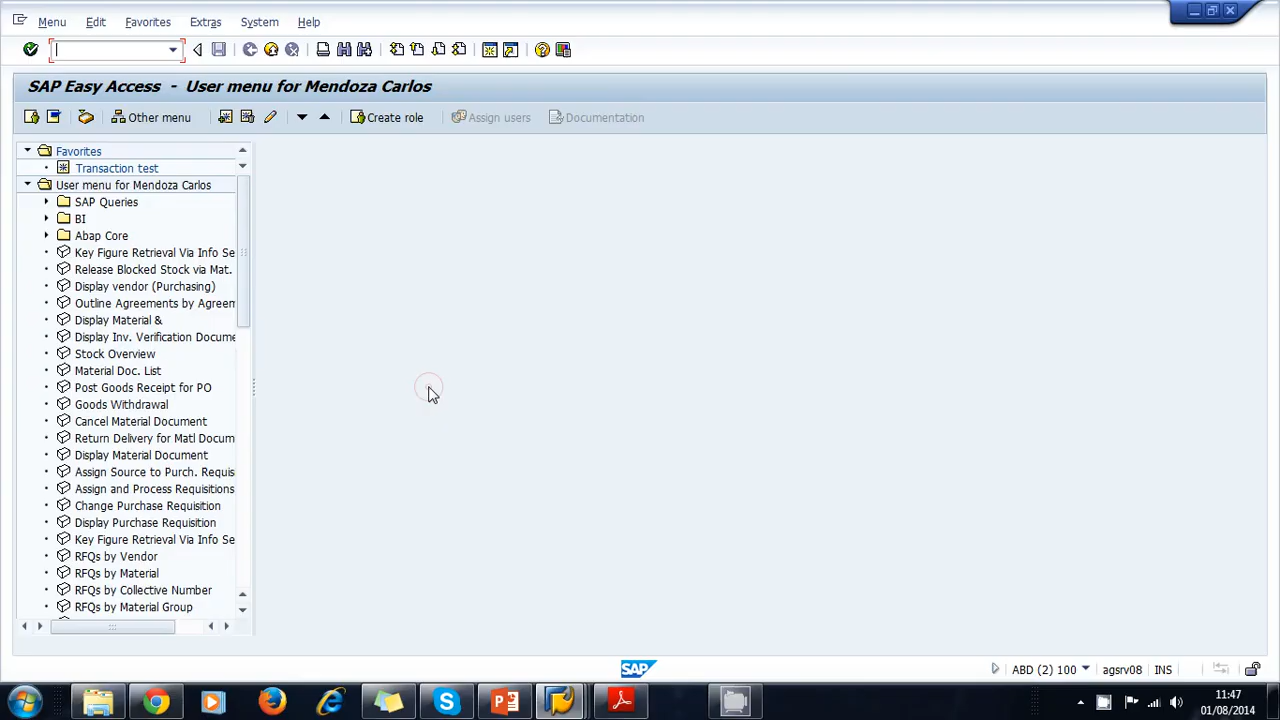 Menu Edit Favorites Extras System Help
SAP Easy Access - User menu for Mendoza Carlos
Other menu Create role Assign users Documentation
Favorites
Transaction test
User menu for Mendoza Carlos
SAP Queries
BI
Abap Core
Key Figure Retrieval Via Info Se
Release Blocked Stock via Mat.
Display vendor (Purchasing)
Outline Agreements by Agreem
Display Material &
Display Inv. Verification Docume
Stock Overview
Material Doc. List
Post Goods Receipt for PO
Goods Withdrawal
Cancel Material Document
Return Delivery for Matl Docum
Display Material Document
Assign Source to Purch. Requis
Assign and Process Requisitions
Change Purchase Requisition
Display Purchase Requisition
Key Figure Retrieval Via Info Se
RFQs by Vendor
RFQs by Material
RFQs by Collective Number
RFQs by Material Group
SAP
ABD (2) 100 agsrv08 INS
11:47
01/08/2014